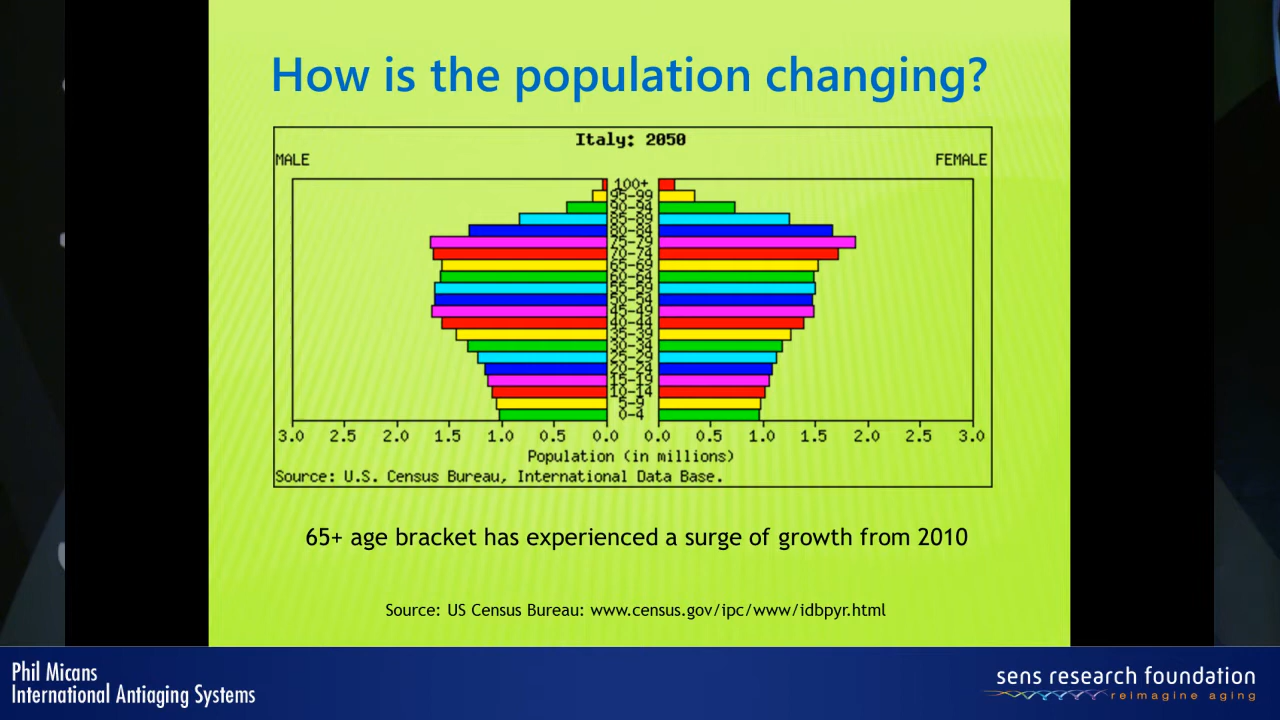 How is the population changing?
Italy: 2050
MALE
FEMALE
100+
95-99
90-94
85-89
80-84
75-79
70-74
65-69
60-64
55-59
50-54
45-49
40-44
35-39
30-34
25-29
20-24
15-19
10-14
5-9
0-4
3.0 2.5 2.0 1.5 1.0 0.5 0.0 0.0 0.5 1.0 1.5 2.0 2.5 3.0
Population (in millions)
Source: U.S. Census Bureau, International Data Base.
65+ age bracket has experienced a surge of growth from 2010
Source: US Census Bureau: www.census.gov/ipc/www/idbpyr.html
Phil Micans
International Antiaging Systems
sens research foundation
reimagine aging